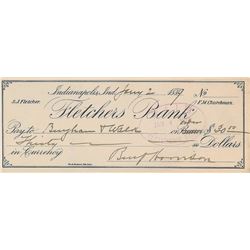 Indianapolis, Ind. Jany 2 1889 No
S.J. Fletcher. F.M. Churchman.
Fletchers Bank
Pay to Bingham & Walk or Bearer order $30.00
Thirty Dollars
in Currency Benj Harrison